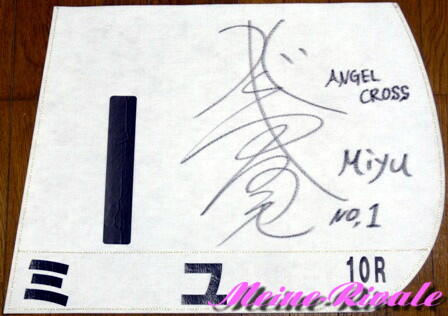 ANGEL
CROSS
Miyu
No.1
1
ミユ
10R
Meine Rivale